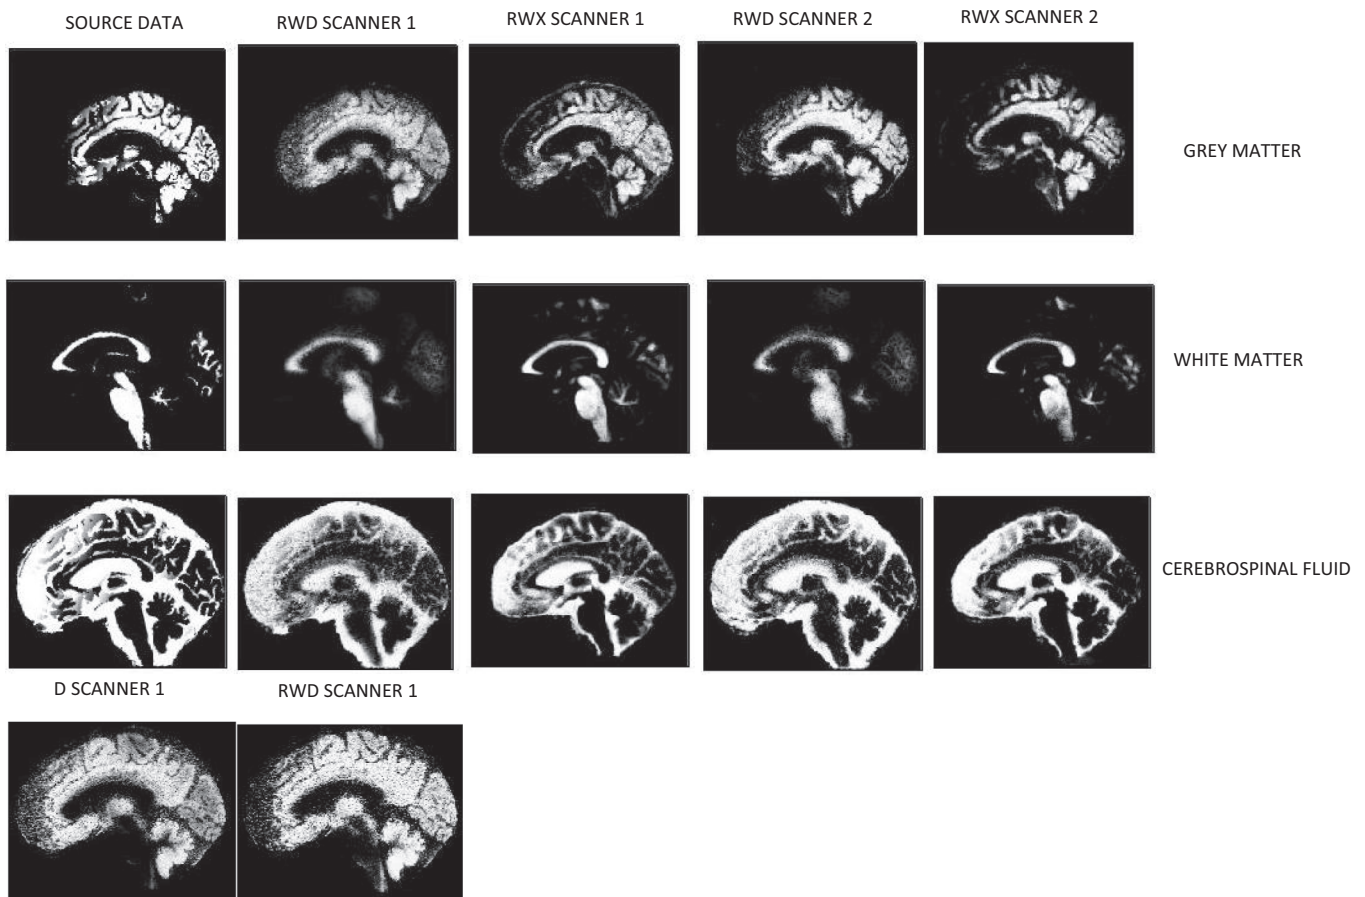 SOURCE DATA
RWD SCANNER 1
RWX SCANNER 1
RWD SCANNER 2
RWX SCANNER 2
GREY MATTER
WHITE MATTER
CEREBROSPINAL FLUID
D SCANNER 1
RWD SCANNER 1